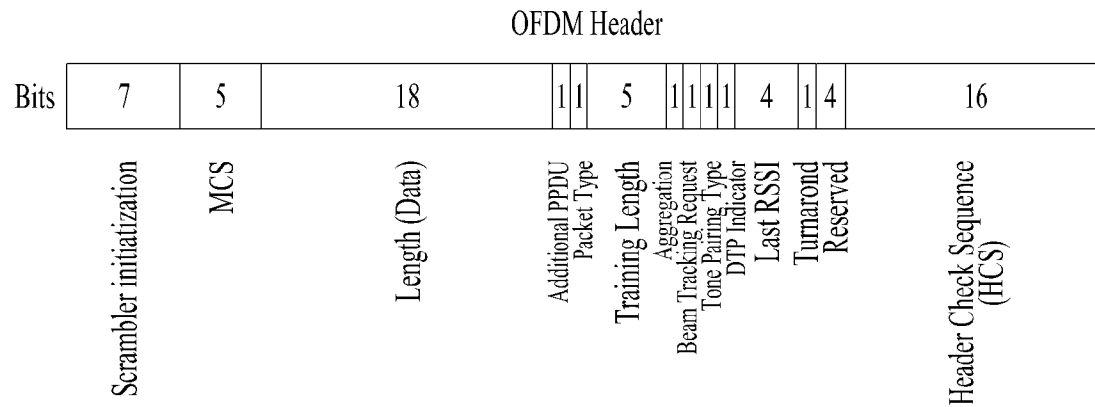 OFDM Header
Bits 7 5 18 1 1 5 1 1 1 1 4 1 4 16
Scrambler initiatization
MCS
Length (Data)
Additional PPDU
Packet Type
Training Length
Aggregation
Beam Tracking Request
Tone Pairing Type
DTP Indicator
Last RSSI
Turnarond
Reserved
Header Check Sequence
(HCS)